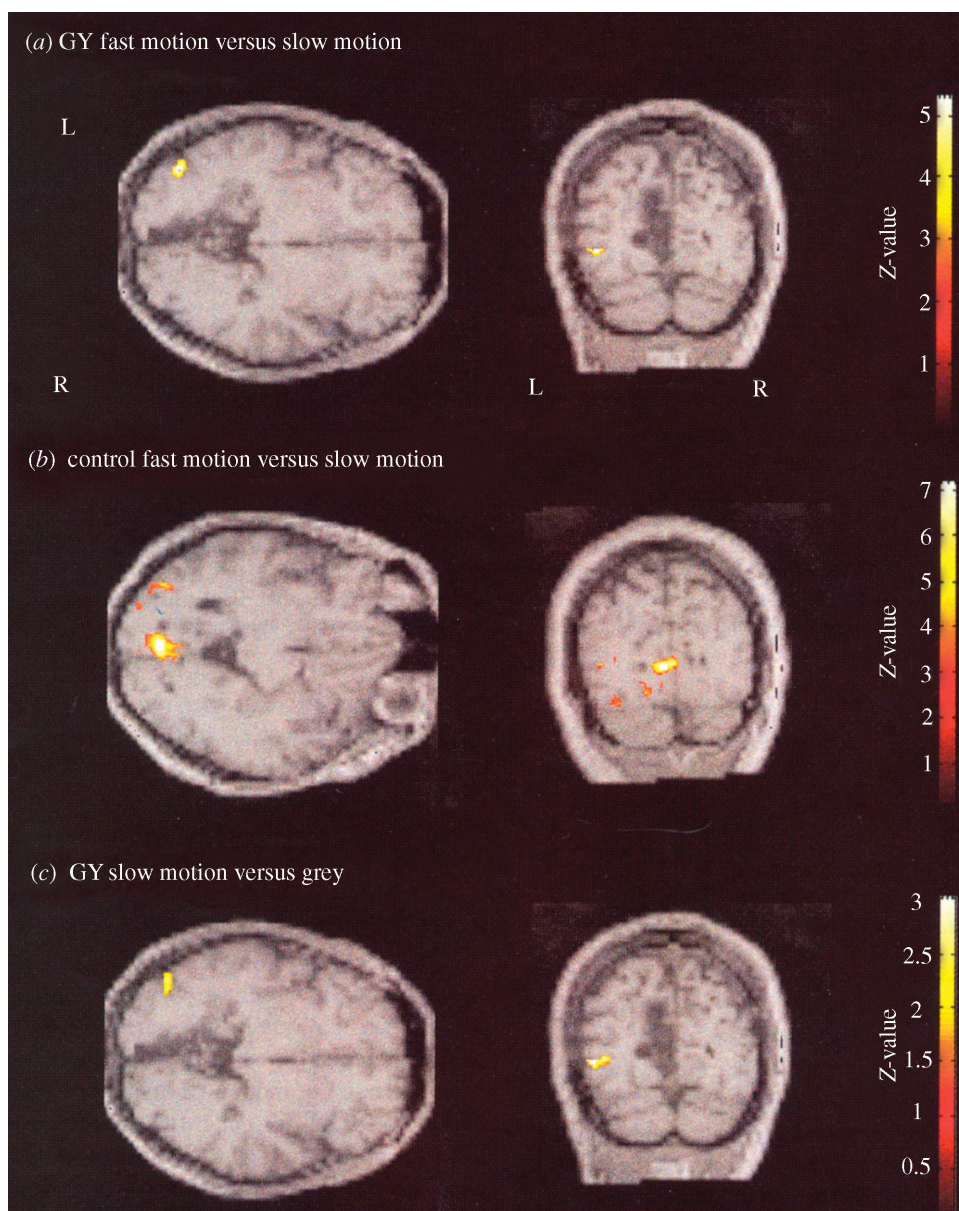 (a) GY fast motion versus slow motion
L
R
L
R
5
4
3
2
1
Z-value
(b) control fast motion versus slow motion
7
6
5
4
3
2
1
Z-value
(c) GY slow motion versus grey
3
2.5
2
1.5
1
0.5
Z-value